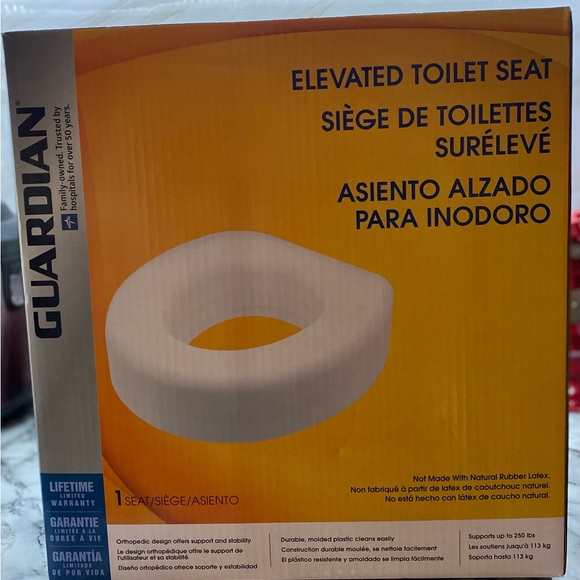 GUARDIAN®
Family-owned. Trusted by
hospitals for over 50 years.
ELEVATED TOILET SEAT
SIÈGE DE TOILETTES
SURÉLEVÉ
ASIENTO ALZADO
PARA INODORO
LIFETIME
LIMITED
WARRANTY
GARANTIE
LIMITÉE À LA
DURÉE À VIE
GARANTÍA
LIMITADA
DE POR VIDA
1 SEAT/SIÈGE/ASIENTO
Not Made With Natural Rubber Latex.
Non fabriqué à partir de latex de caoutchouc naturel.
No está hecho con látex de caucho natural.
Orthopedic design offers support and stability
Le design orthopédique offre le support de
l'utilisateur et sa stabilité
Diseño ortopédico ofrece soporte y estabilidad
Durable, molded plastic cleans easily
Construction durable moulée, se nettoie facilement
El plástico resistente y amoldado se limpia fácilmente
Supports up to 250 lbs
Les soutiens jusqu'à 113 kg
Soporta hasta 113 kg